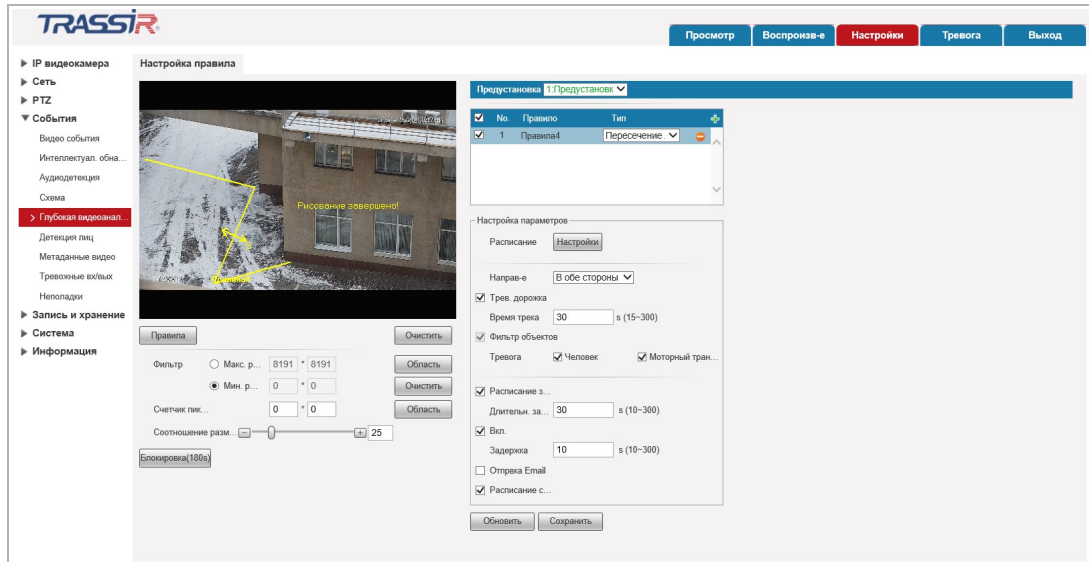 TRASSIR
Просмотр Воспроизв-е Настройки Тревога Выход
IP видеокамера
Сеть
PTZ
События
Видео события
Интеллектуал. обна...
Аудиодетекция
Схема
Глубокая видеоанал...
Детекция лиц
Метаданные видео
Тревожные вх/вых
Неполадки
Запись и хранение
Система
Информация
Настройка правила
Рисование завершено!
Правила
Очистить
Фильтр Макс. р... 8191 * 8191 Область
Мин. р... 0 * 0 Очистить
Счетчик пик... 0 * 0 Область
Соотношение разм... 25
Блокировка(180s)
Предустановка 1:Предустановк
No. Правило Тип
1 Правила4 Пересечение.
Настройка параметров
Расписание Настройки
Направ-е В обе стороны
Трев. дорожка
Время трека 30 s (15~300)
Фильтр объектов
Тревога Человек Моторный тран...
Расписание з...
Длительн. за... 30 s (10~300)
Вкл.
Задержка 10 s (10~300)
Отпрвка Email
Расписание с...
Обновить Сохранить